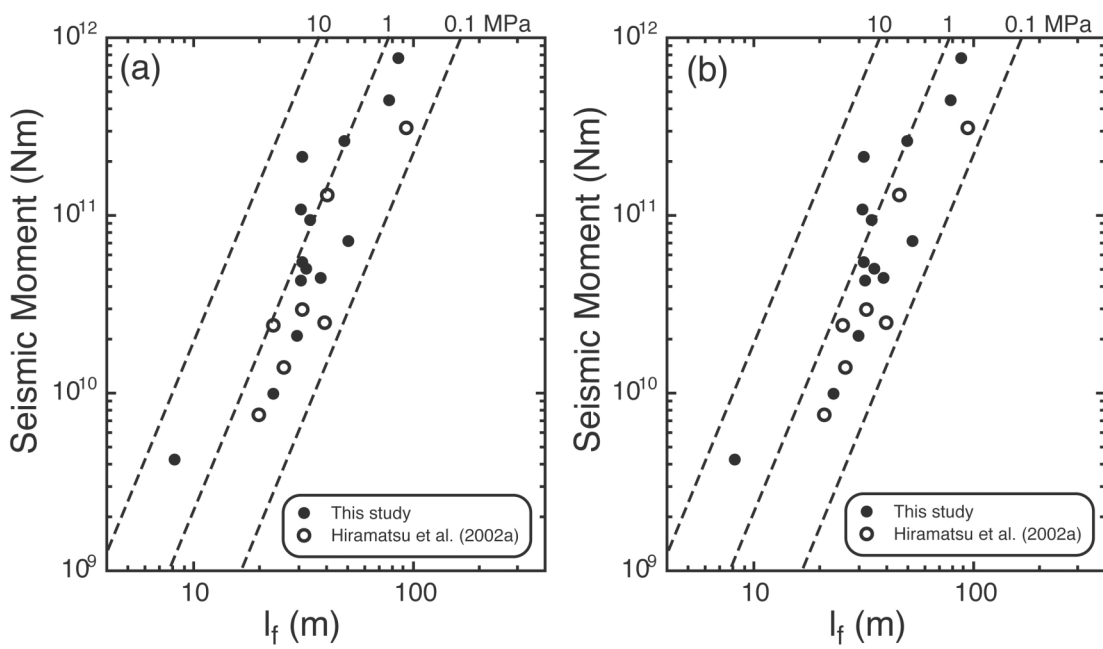 10 1 0.1 MPa
(a)
10¹²
10¹¹
10¹⁰
10⁹
Seismic Moment (Nm)
This study
Hiramatsu et al. (2002a)
10 100
l_f (m)
10 1 0.1 MPa
(b)
10¹²
10¹¹
10¹⁰
10⁹
Seismic Moment (Nm)
This study
Hiramatsu et al. (2002a)
10 100
l_f (m)